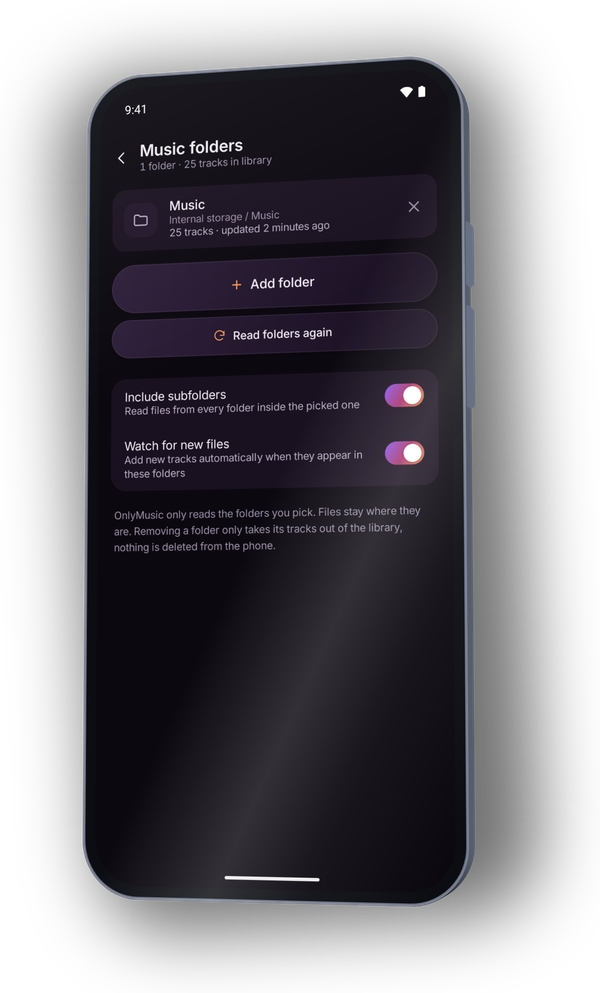 9:41
Music folders
1 folder · 25 tracks in library
Music
Internal storage / Music
25 tracks · updated 2 minutes ago
Add folder
Read folders again
Include subfolders
Read files from every folder inside the picked one
Watch for new files
Add new tracks automatically when they appear in
these folders
OnlyMusic only reads the folders you pick. Files stay where they
are. Removing a folder only takes its tracks out of the library,
nothing is deleted from the phone.